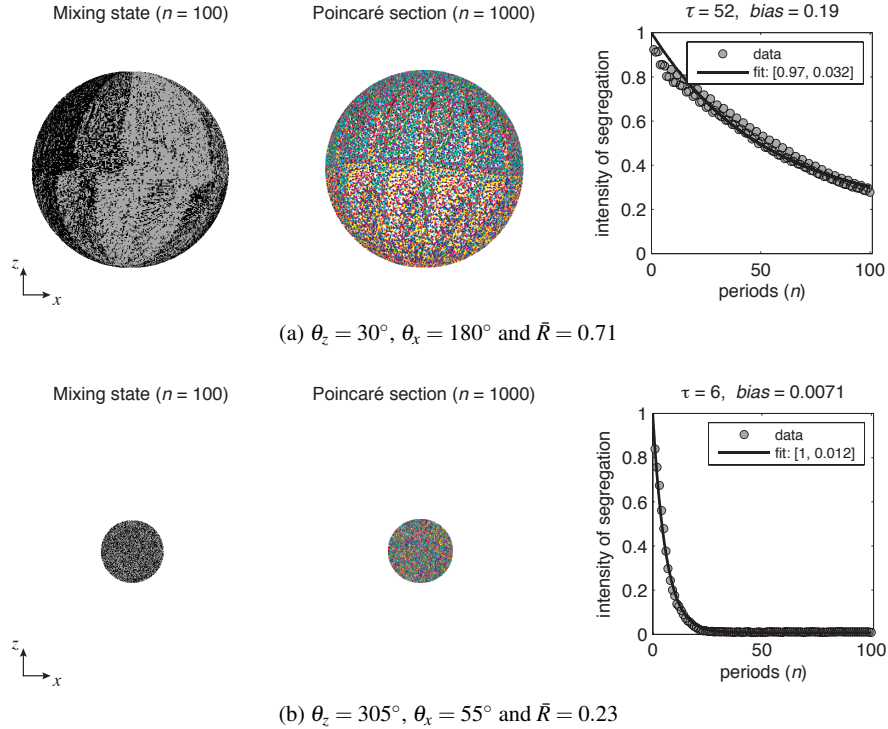 Mixing state (n = 100)
Poincaré section (n = 1000)
τ = 52, bias = 0.19
data
fit: [0.97, 0.032]
1
0.8
0.6
0.4
0.2
0
intensity of segregation
0 50 100
periods (n)
z
x
(a) θz = 30°, θx = 180° and R̄ = 0.71
Mixing state (n = 100)
Poincaré section (n = 1000)
τ = 6, bias = 0.0071
data
fit: [1, 0.012]
1
0.8
0.6
0.4
0.2
0
intensity of segregation
0 50 100
periods (n)
z
x
(b) θz = 305°, θx = 55° and R̄ = 0.23